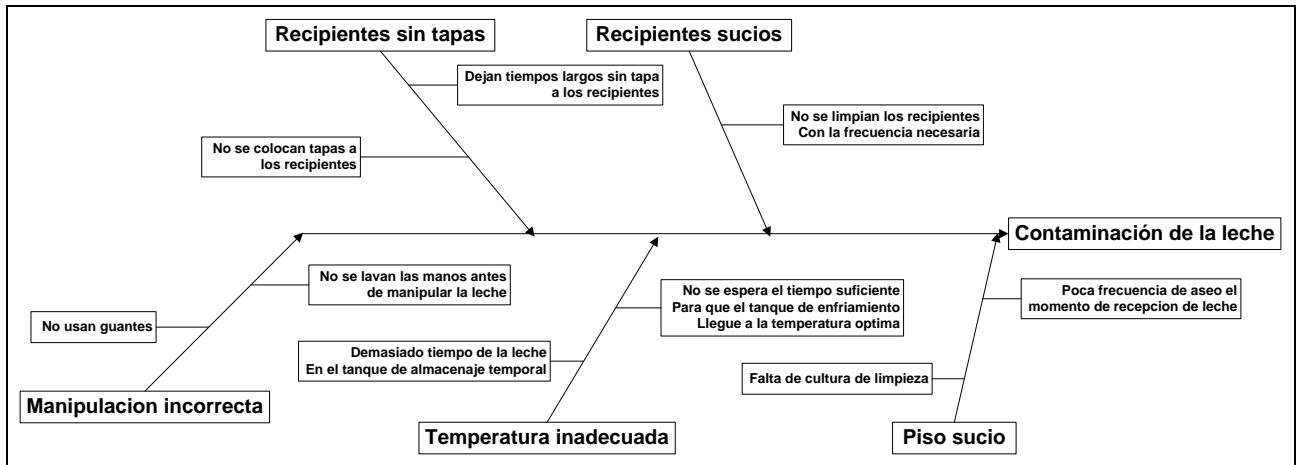 Recipientes sin tapas
Recipientes sucios
Dejan tiempos largos sin tapa
a los recipientes
No se limpian los recipientes
Con la frecuencia necesaria
No se colocan tapas a
los recipientes
Contaminación de la leche
No se lavan las manos antes
de manipular la leche
No se espera el tiempo suficiente
Para que el tanque de enfriamiento
Llegue a la temperatura optima
Poca frecuencia de aseo el
momento de recepcion de leche
No usan guantes
Demasiado tiempo de la leche
En el tanque de almacenaje temporal
Falta de cultura de limpieza
Manipulacion incorrecta
Temperatura inadecuada
Piso sucio